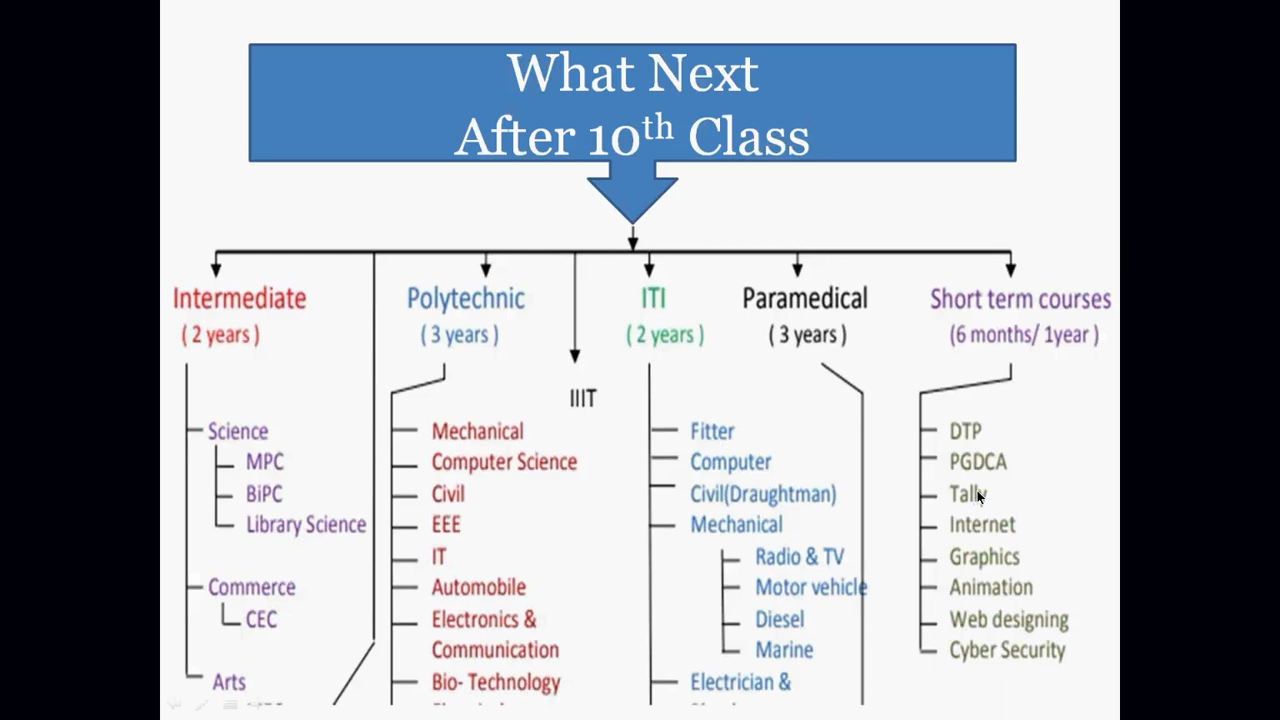 What Next
After 10th Class
Intermediate
( 2 years )
Science
MPC
BiPC
Library Science
Commerce
CEC
Arts
Polytechnic
( 3 years )
Mechanical
Computer Science
Civil
EEE
IT
Automobile
Electronics &
Communication
Bio- Technology
IIIT
ITI
( 2 years )
Fitter
Computer
Civil(Draughtman)
Mechanical
Radio & TV
Motor vehicle
Diesel
Marine
Electrician &
Paramedical
( 3 years )
Short term courses
(6 months/ 1year )
DTP
PGDCA
Tally
Internet
Graphics
Animation
Web designing
Cyber Security